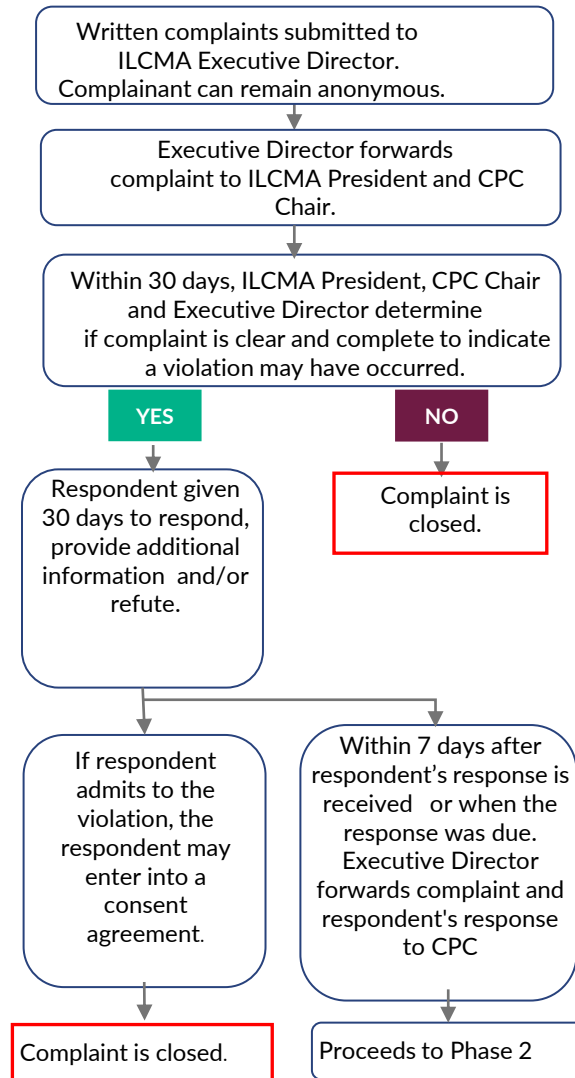 Written complaints submitted to
ILCMA Executive Director.
Complainant can remain anonymous.
Executive Director forwards
complaint to ILCMA President and CPC
Chair.
Within 30 days, ILCMA President, CPC Chair
and Executive Director determine
if complaint is clear and complete to indicate
a violation may have occurred.
YES
NO
Respondent given
30 days to respond,
provide additional
information and/or
refute.
Complaint is
closed.
If respondent
admits to the
violation, the
respondent may
enter into a
consent
agreement.
Within 7 days after
respondent’s response is
received or when the
response was due.
Executive Director
forwards complaint and
respondent's response
to CPC
Complaint is closed.
Proceeds to Phase 2